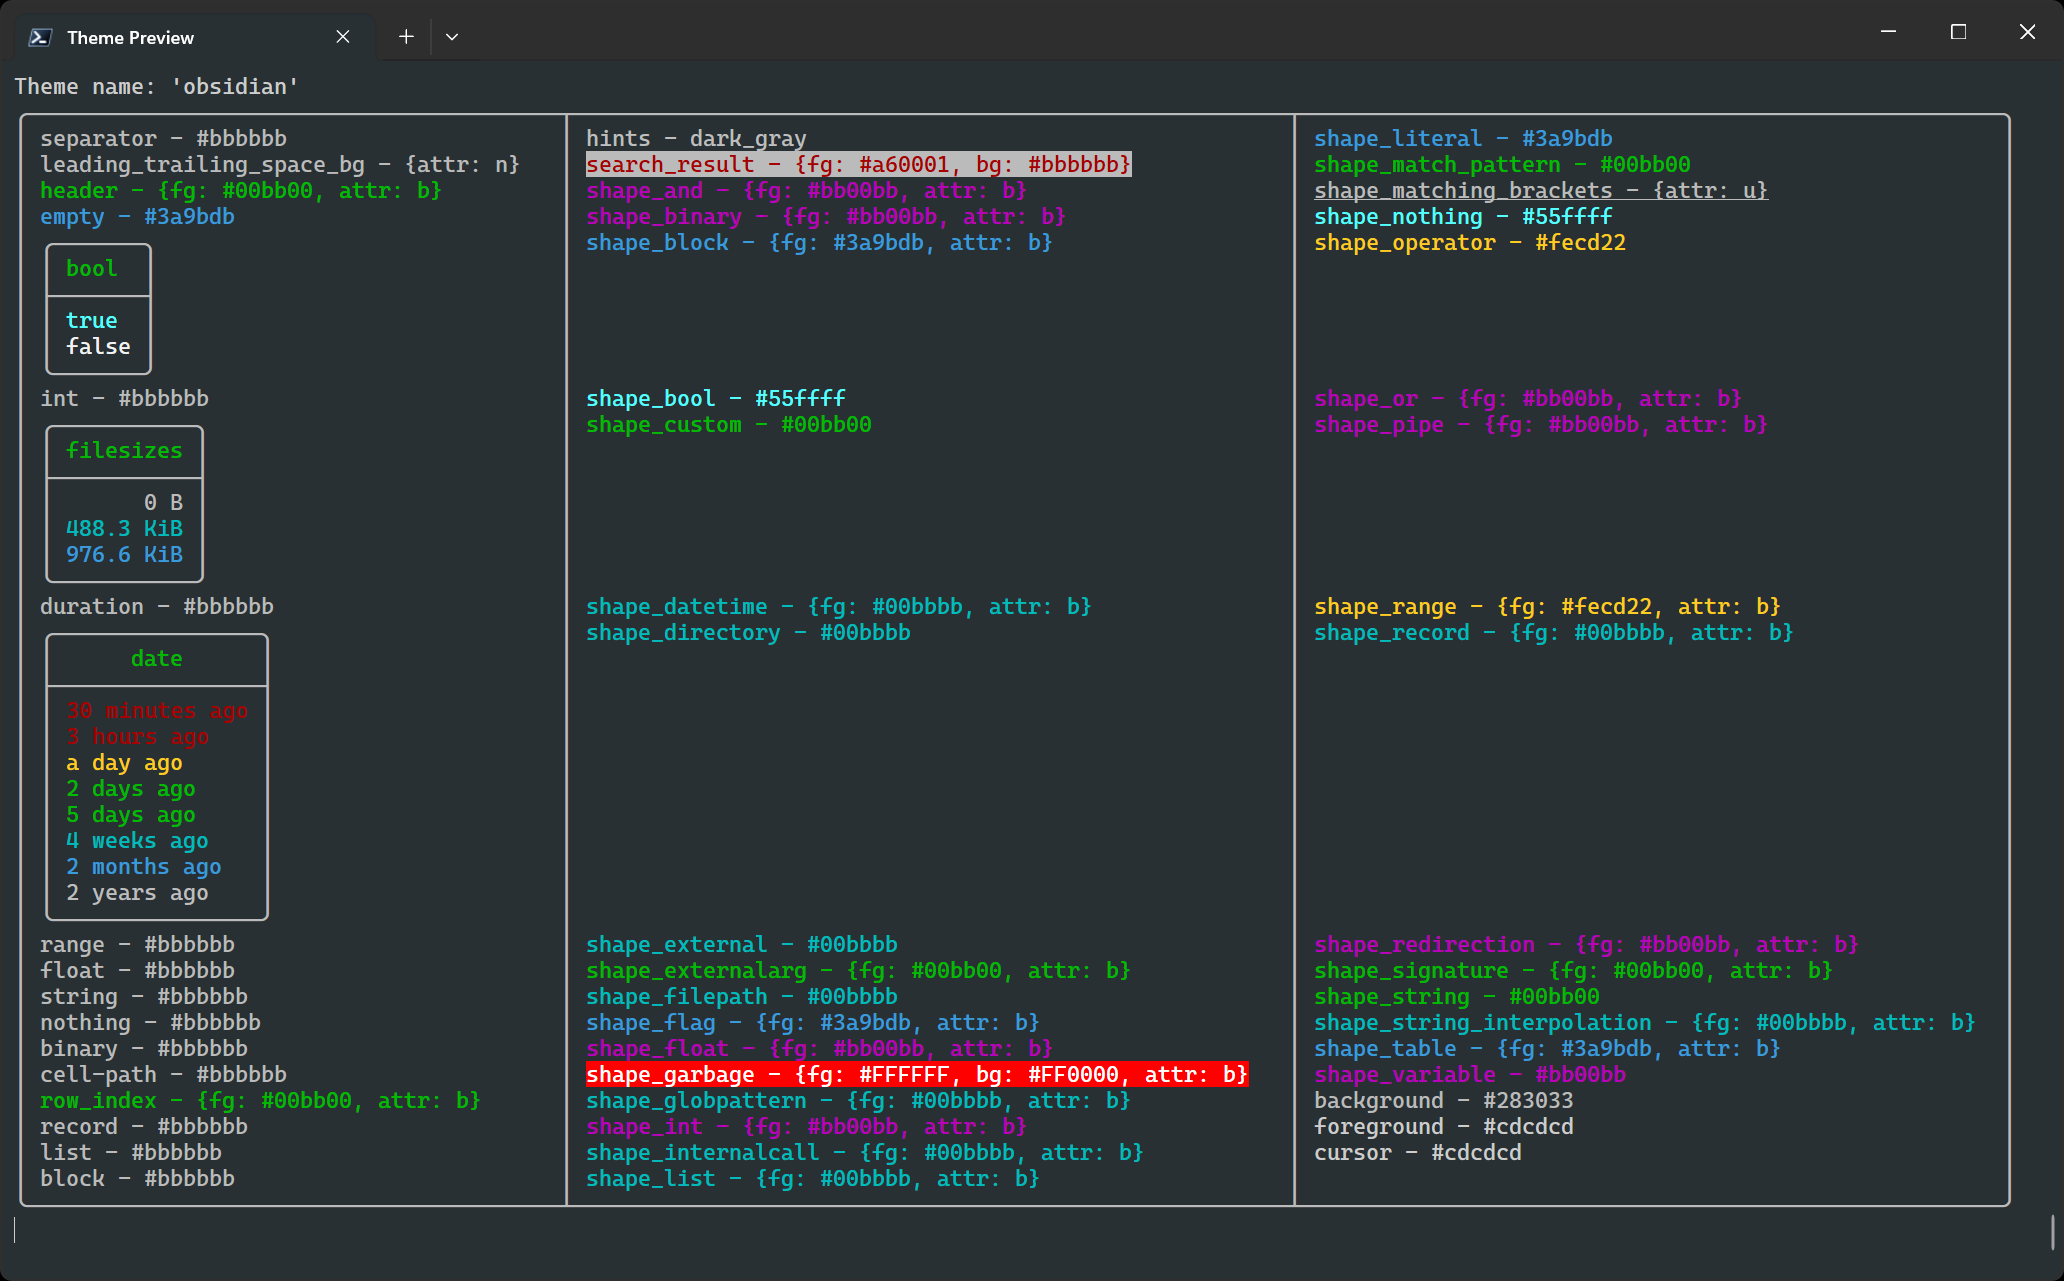 Theme Preview
Theme name: 'obsidian'
separator - #bbbbbb
leading_trailing_space_bg - {attr: n}
header - {fg: #00bb00, attr: b}
empty - #3a9bdb
bool
true
false
int - #bbbbbb
filesizes
0 B
488.3 KiB
976.6 KiB
duration - #bbbbbb
date
30 minutes ago
3 hours ago
a day ago
2 days ago
5 days ago
4 weeks ago
2 months ago
2 years ago
range - #bbbbbb
float - #bbbbbb
string - #bbbbbb
nothing - #bbbbbb
binary - #bbbbbb
cell-path - #bbbbbb
row_index - {fg: #00bb00, attr: b}
record - #bbbbbb
list - #bbbbbb
block - #bbbbbb
hints - dark_gray
search_result - {fg: #a60001, bg: #bbbbbb}
shape_and - {fg: #bb00bb, attr: b}
shape_binary - {fg: #bb00bb, attr: b}
shape_block - {fg: #3a9bdb, attr: b}
shape_bool - #55ffff
shape_custom - #00bb00
shape_datetime - {fg: #00bbbb, attr: b}
shape_directory - #00bbbb
shape_external - #00bbbb
shape_externalarg - {fg: #00bb00, attr: b}
shape_filepath - #00bbbb
shape_flag - {fg: #3a9bdb, attr: b}
shape_float - {fg: #bb00bb, attr: b}
shape_garbage - {fg: #FFFFFF, bg: #FF0000, attr: b}
shape_globpattern - {fg: #00bbbb, attr: b}
shape_int - {fg: #bb00bb, attr: b}
shape_internalcall - {fg: #00bbbb, attr: b}
shape_list - {fg: #00bbbb, attr: b}
shape_literal - #3a9bdb
shape_match_pattern - #00bb00
shape_matching_brackets - {attr: u}
shape_nothing - #55ffff
shape_operator - #fecd22
shape_or - {fg: #bb00bb, attr: b}
shape_pipe - {fg: #bb00bb, attr: b}
shape_range - {fg: #fecd22, attr: b}
shape_record - {fg: #00bbbb, attr: b}
shape_redirection - {fg: #bb00bb, attr: b}
shape_signature - {fg: #00bb00, attr: b}
shape_string - #00bb00
shape_string_interpolation - {fg: #00bbbb, attr: b}
shape_table - {fg: #3a9bdb, attr: b}
shape_variable - #bb00bb
background - #283033
foreground - #cdcdcd
cursor - #cdcdcd